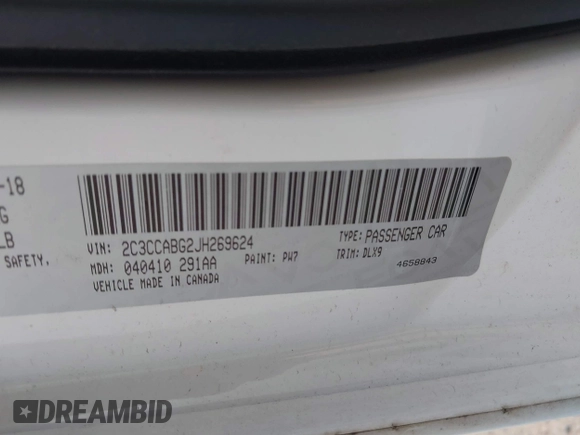 -18
G
LB
SAFETY.
VIN: 2C3CCABG2JH269624
TYPE: PASSENGER CAR
MDH: 040410 291AA
PAINT: PW7
TRIM: DLX9
VEHICLE MADE IN CANADA
4658843
DREAMBID